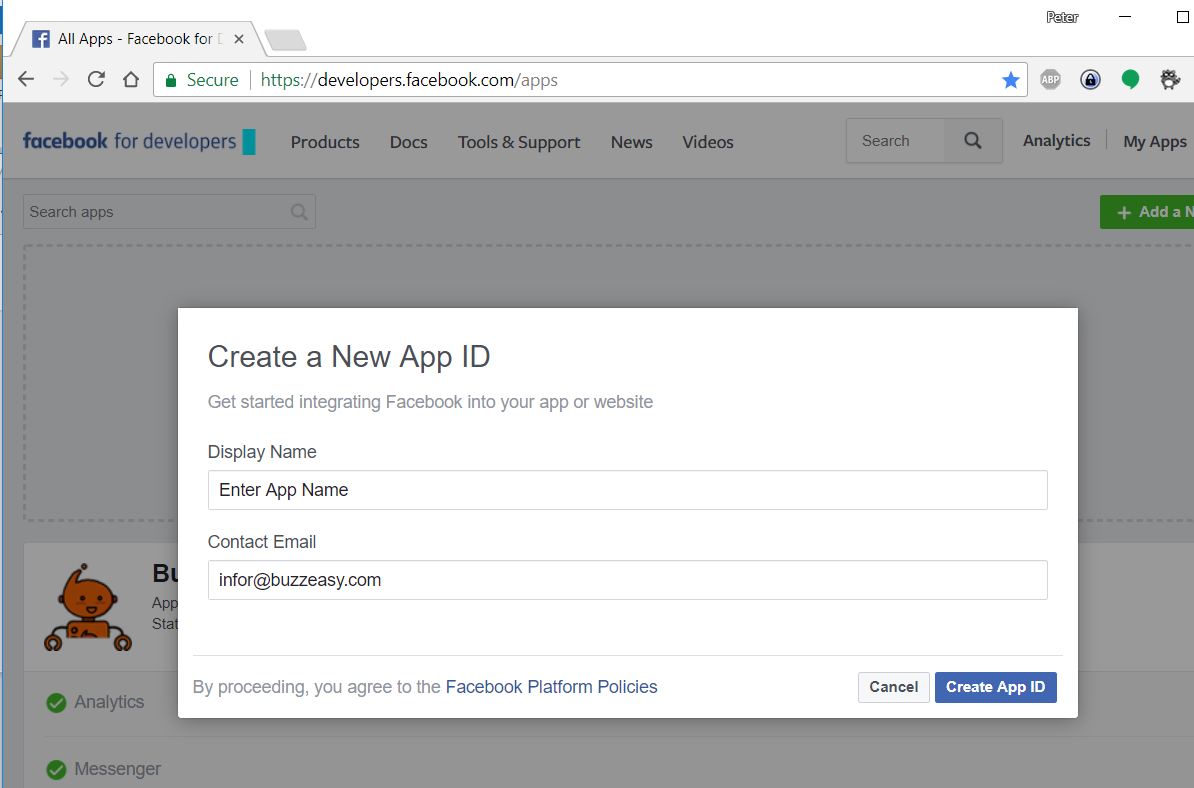 Peter
All Apps - Facebook for D
Secure https://developers.facebook.com/apps ABP
facebook for developers Products Docs Tools & Support News Videos Search Analytics My Apps
Search apps + Add a N
Create a New App ID
Get started integrating Facebook into your app or website
Display Name
Enter App Name
Contact Email
infor@buzzeasy.com
Bu
App
Stat
By proceeding, you agree to the Facebook Platform Policies Cancel Create App ID
Analytics
Messenger